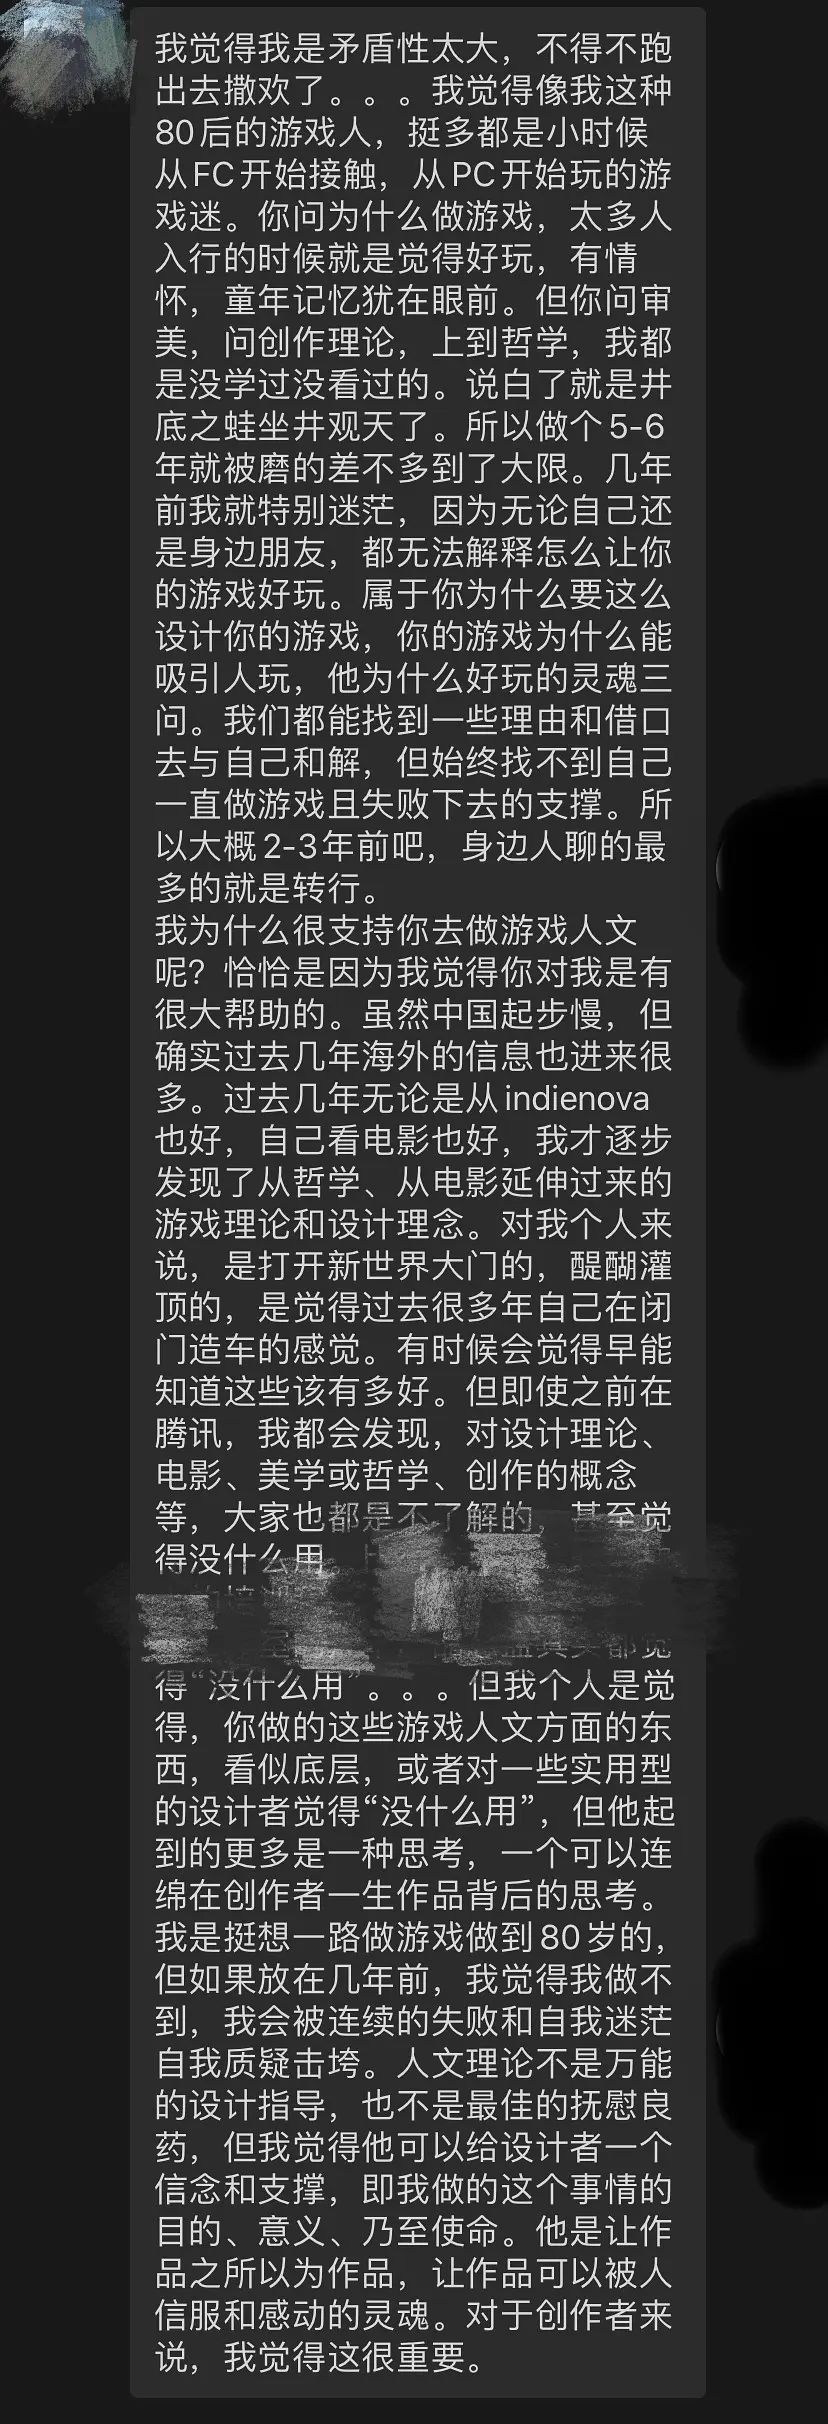 我觉得我是矛盾性太大，不得不跑
出去撒欢了。。。我觉得像我这种
80后的游戏人，挺多都是小时候
从FC开始接触，从PC开始玩的游
戏迷。你问为什么做游戏，太多人
入行的时候就是觉得好玩，有情
怀，童年记忆犹在眼前。但你问审
美，问创作理论，上到哲学，我都
是没学过没看过的。说白了就是井
底之蛙坐井观天了。所以做个5-6
年就被磨的差不多到了大限。几年
前我就特别迷茫，因为无论自己还
是身边朋友，都无法解释怎么让你
的游戏好玩。属于你为什么要这么
设计你的游戏，你的游戏为什么能
吸引人玩，他为什么好玩的灵魂三
问。我们都能找到一些理由和借口
去与自己和解，但始终找不到自己
一直做游戏且失败下去的支撑。所
以大概2-3年前吧，身边人聊的最
多的就是转行。
我为什么很支持你去做游戏人文
呢？恰恰是因为我觉得你对我是有
很大帮助的。虽然中国起步慢，但
确实过去几年海外的信息也进来很
多。过去几年无论是从indienova
也好，自己看电影也好，我才逐步
发现了从哲学、从电影延伸过来的
游戏理论和设计理念。对我个人来
说，是打开新世界大门的，醍醐灌
顶的，是觉得过去很多年自己在闭
门造车的感觉。有时候会觉得早能
知道这些该有多好。但即使之前在
腾讯，我都会发现，对设计理论、
电影、美学或哲学、创作的概念
等，大家也都是不了解的，甚至觉
得没什么用。
都觉
得“没什么用”。。。但我个人是觉
得，你做的这些游戏人文方面的东
西，看似底层，或者对一些实用型
的设计者觉得“没什么用”，但他起
到的更多是一种思考，一个可以连
绵在创作者一生作品背后的思考。
我是挺想一路做游戏做到80岁的，
但如果放在几年前，我觉得我做不
到，我会被连续的失败和自我迷茫
自我质疑击垮。人文理论不是万能
的设计指导，也不是最佳的抚慰良
药，但我觉得他可以给设计者一个
信念和支撑，即我做的这个事情的
目的、意义、乃至使命。他是让作
品之所以为作品，让作品可以被人
信服和感动的灵魂。对于创作者来
说，我觉得这很重要。